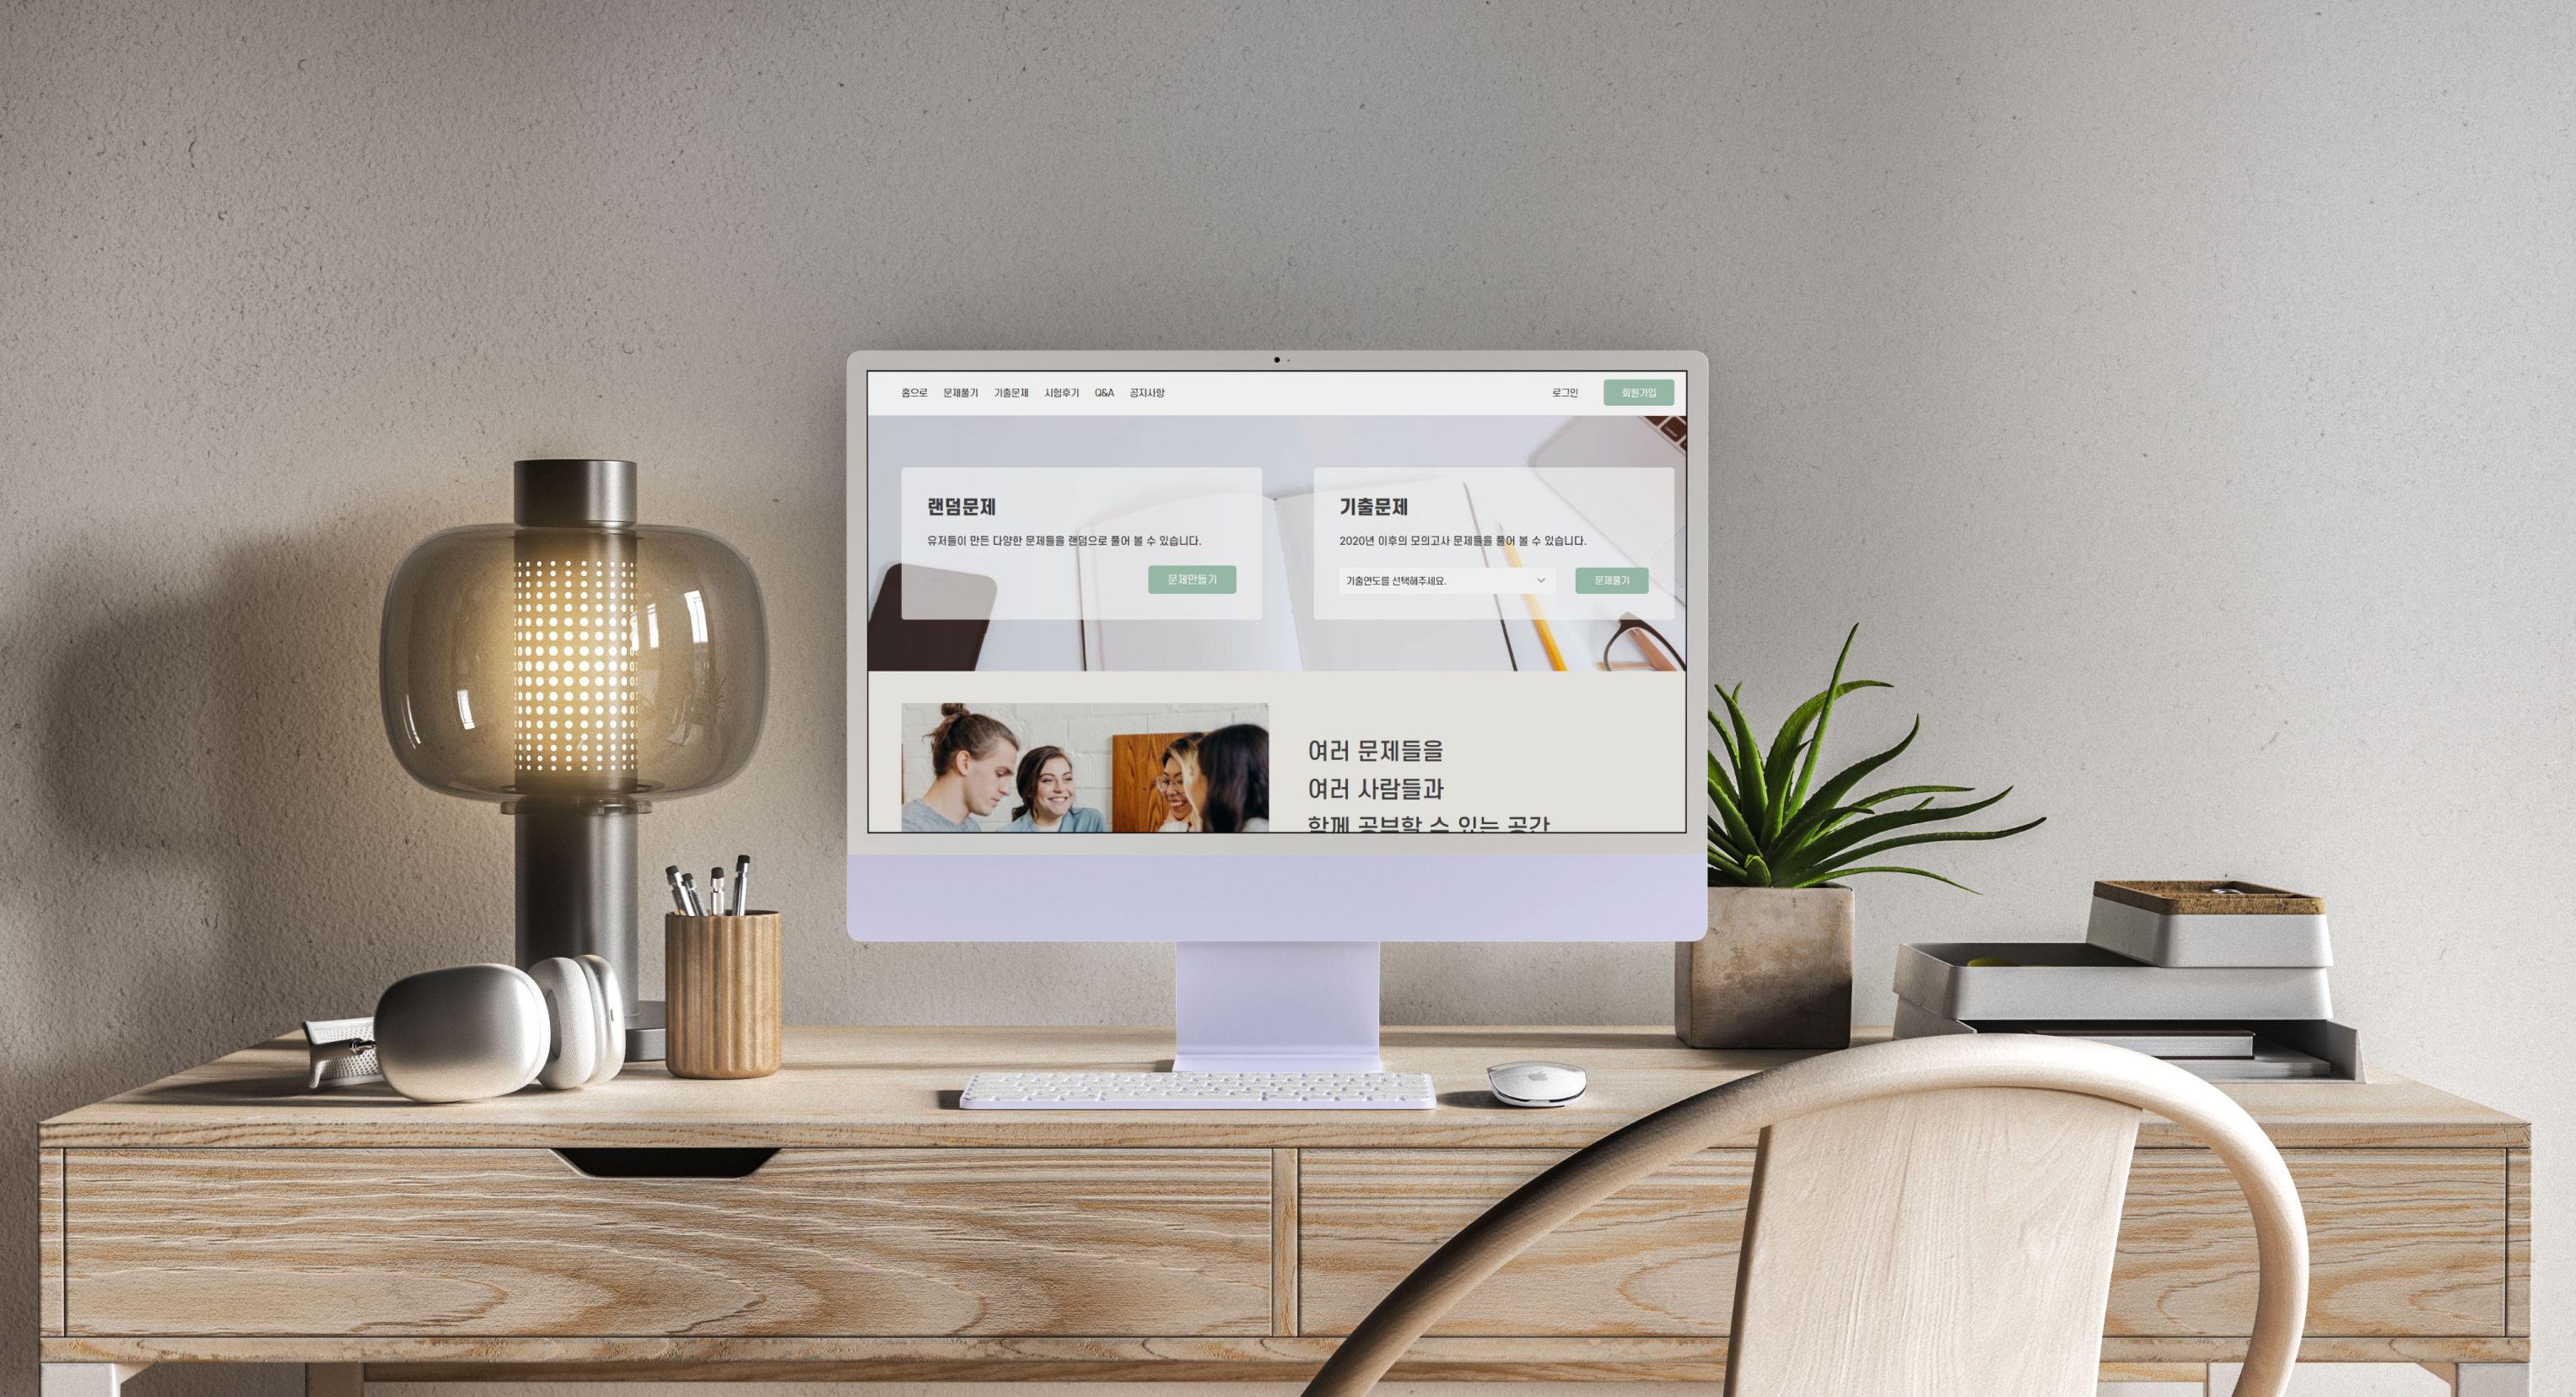 홈으로 문제풀기 기출문제 시험후기 Q&A 공지사항 로그인 회원가입
랜덤문제
유저들이 만든 다양한 문제들을 랜덤으로 풀어 볼 수 있습니다.
문제만들기
기출문제
2020년 이후의 모의고사 문제들을 풀어 볼 수 있습니다.
기출연도를 선택해주세요. 문제풀기
여러 문제들을
여러 사람들과
함께 공부할 수 있는 공간